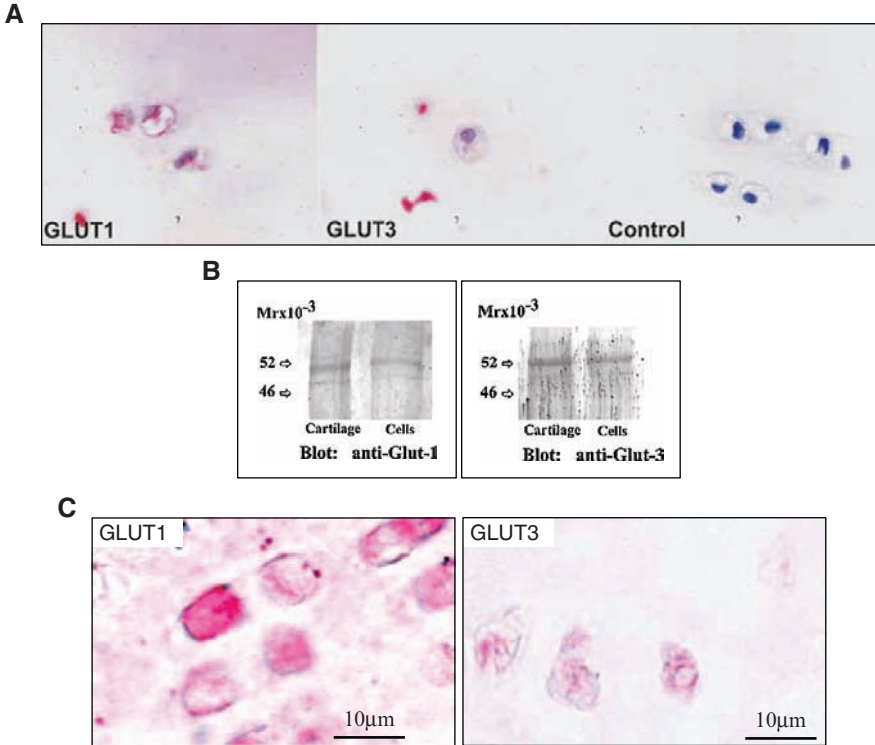 A
GLUT1 GLUT3 Control
B
Mrx10⁻³ Mrx10⁻³
52 ⇨ 52 ⇨
46 ⇨ 46 ⇨
Cartilage Cells Cartilage Cells
Blot: anti-Glut-1 Blot: anti-Glut-3
C
GLUT1 GLUT3
10μm 10μm